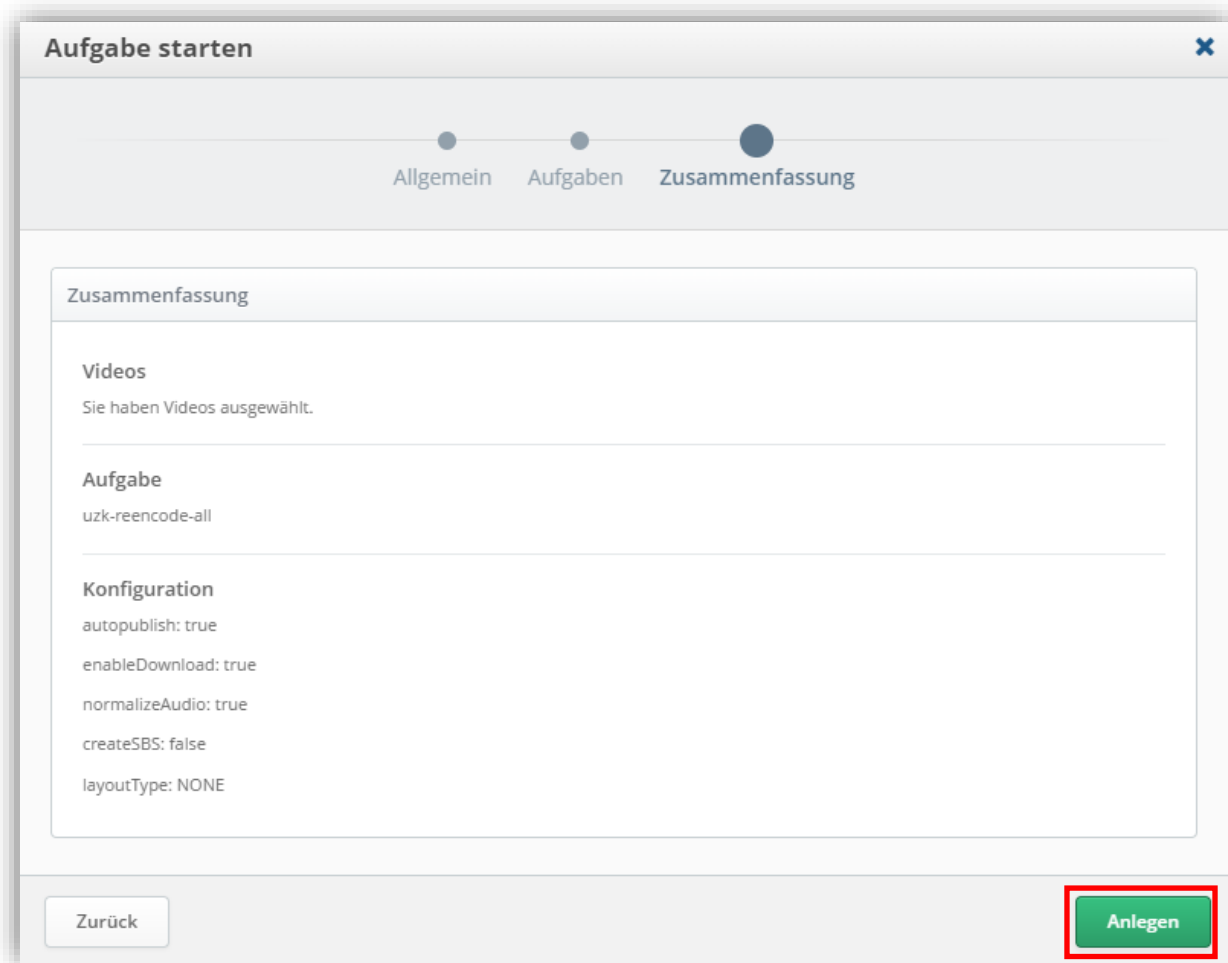 Aufgabe starten
Allgemein
Aufgaben
Zusammenfassung
Zusammenfassung
Videos
Sie haben Videos ausgewählt.
Aufgabe
uzk-reencode-all
Konfiguration
autopublish: true
enableDownload: true
normalizeAudio: true
createSBS: false
layoutType: NONE
Zurück
Anlegen